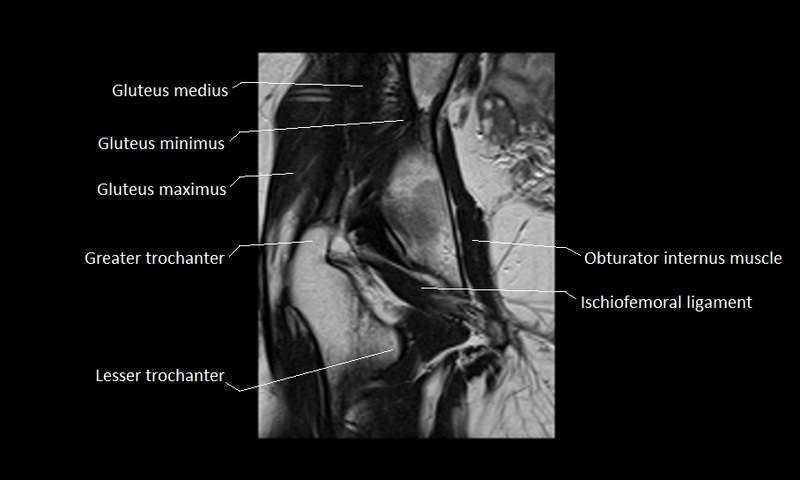 Gluteus medius
Gluteus minimus
Gluteus maximus
Greater trochanter
Obturator internus muscle
Ischiofemoral ligament
Lesser trochanter